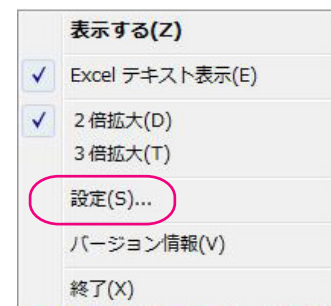 表示する(Z)
Excel テキスト表示(E)
2倍拡大(D)
3倍拡大(T)
設定(S)...
バージョン情報(V)
終了(X)